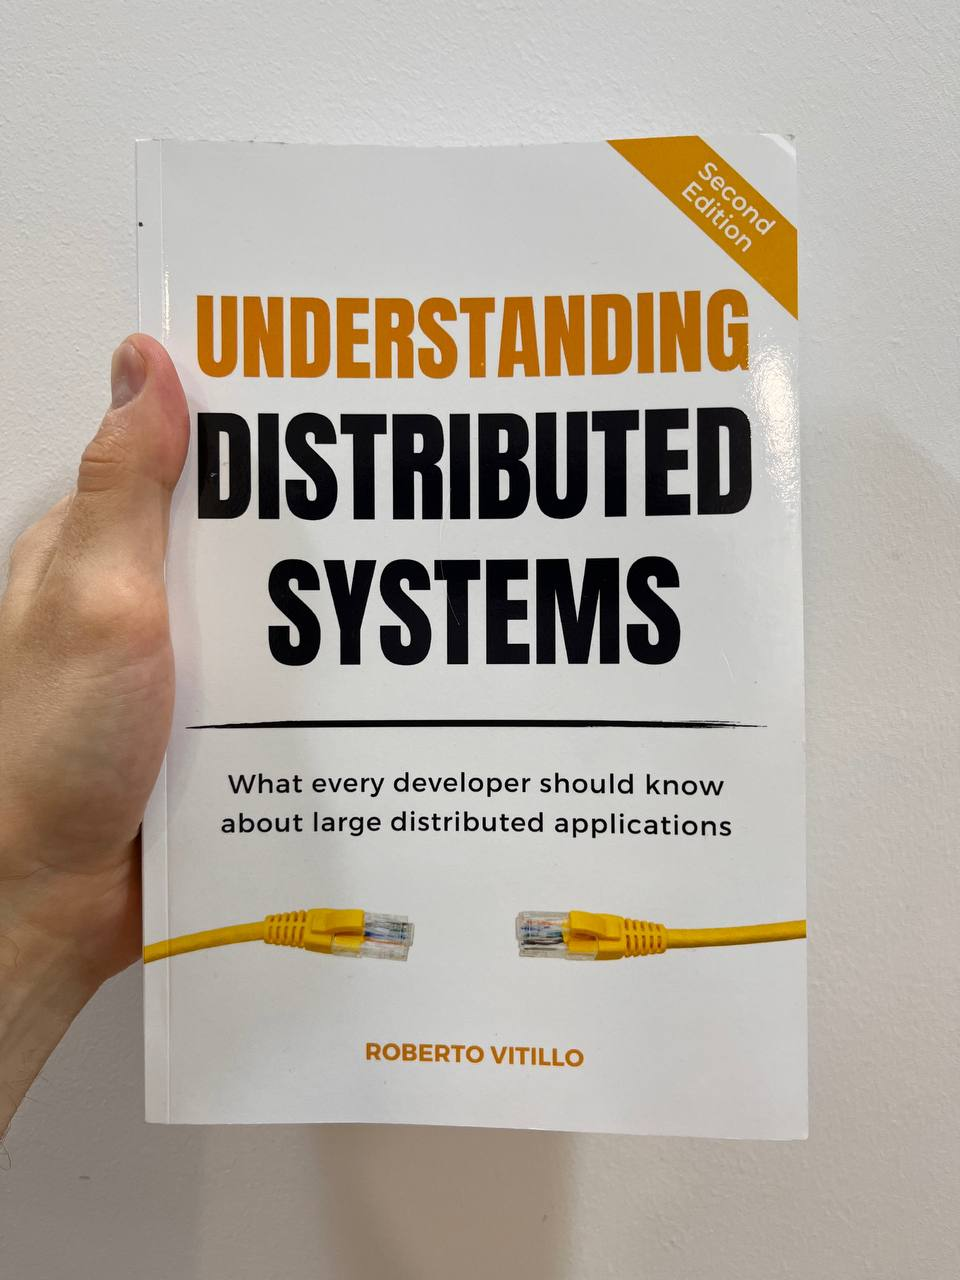 Second
Edition
UNDERSTANDING
DISTRIBUTED
SYSTEMS
What every developer should know
about large distributed applications
ROBERTO VITILLO